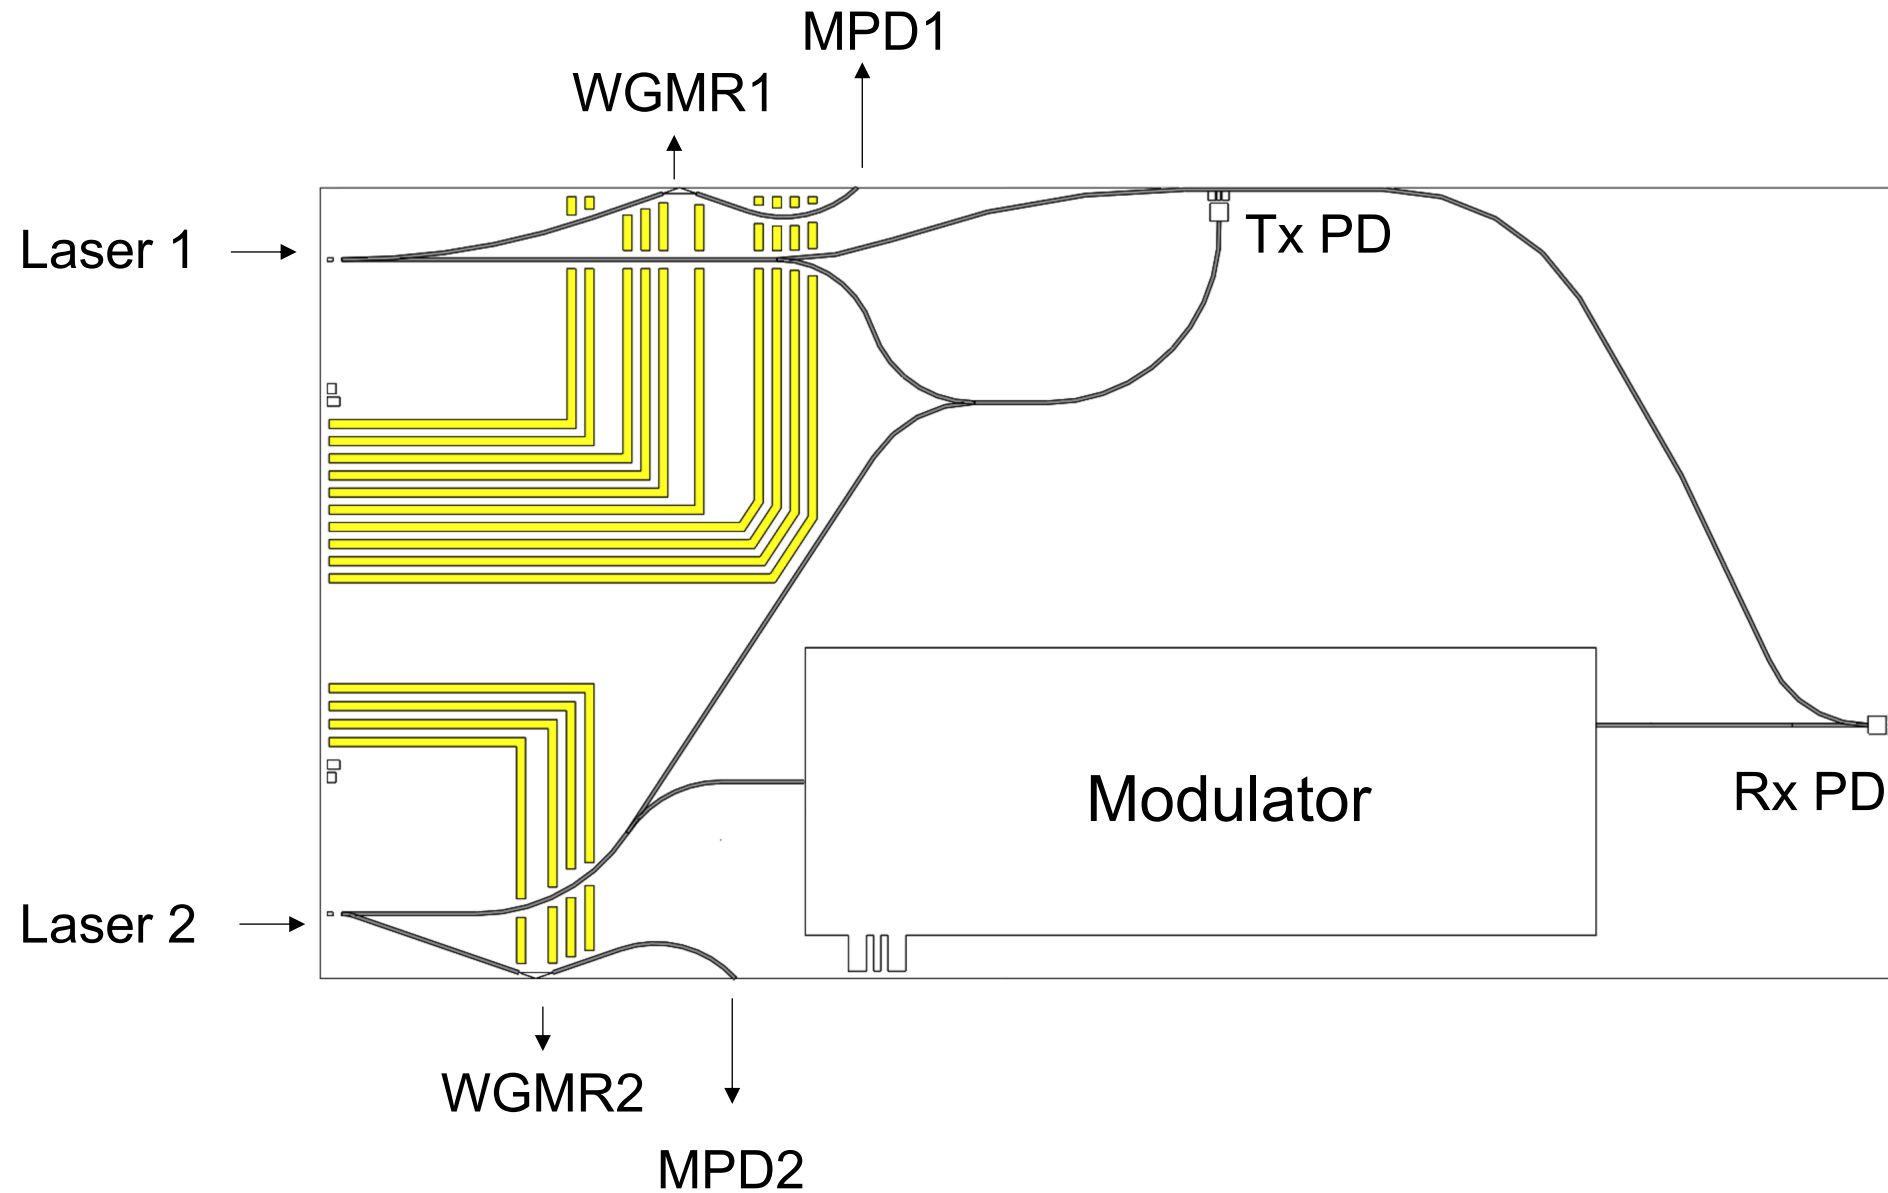 MPD1
WGMR1
Laser 1
Tx PD
Modulator
Rx PD
Laser 2
WGMR2
MPD2